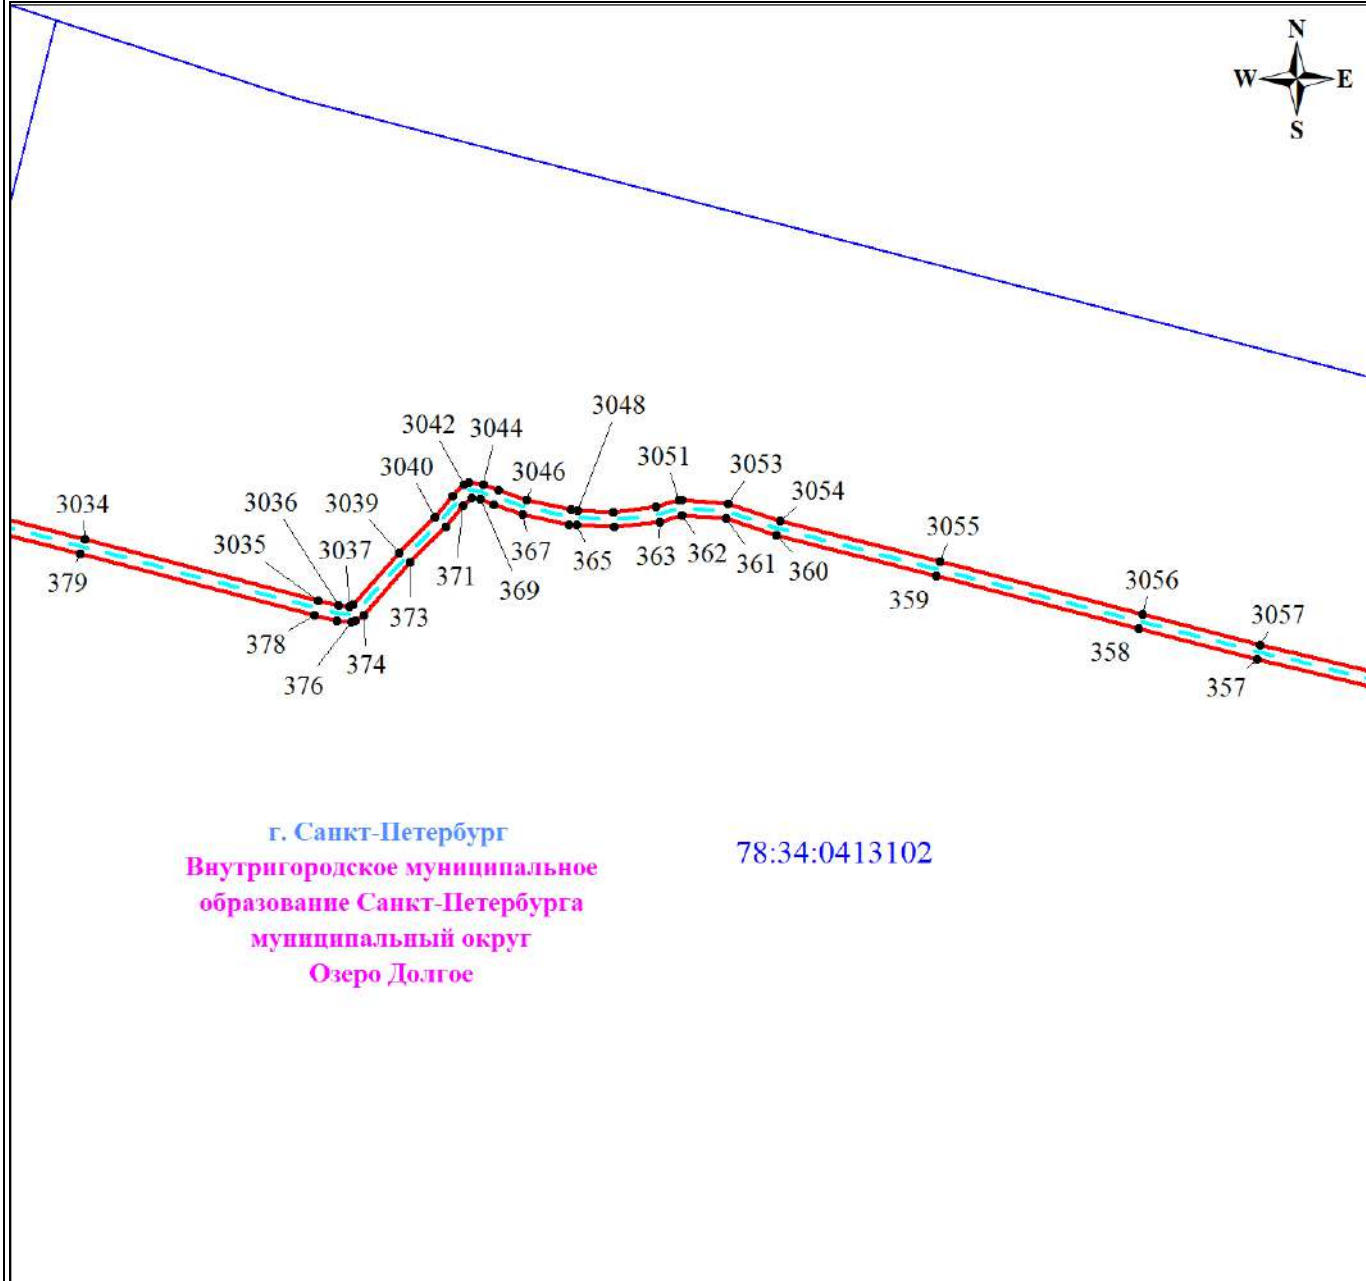 N
W E
S
3048
3042 3044
3051 3053
3040 3046
3054
3034 3036 3039
3035 3037
3055
379 371 367 365 363 362 361 360
369 359
373
3056
3057
378 374 358
376 357
г. Санкт-Петербург
Внутригородское муниципальное
образование Санкт-Петербурга
муниципальный округ
Озеро Долгое
78:34:0413102